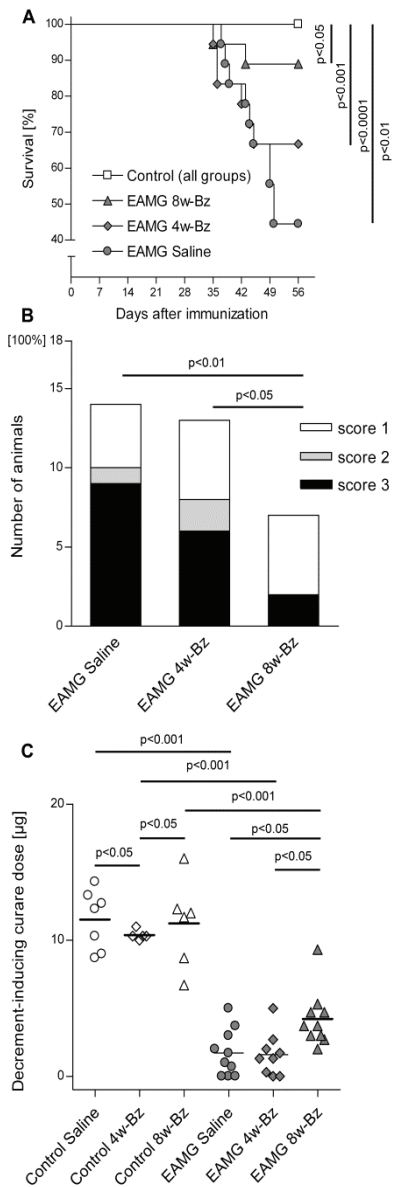 A
p<0.05
p<0.001
p<0.0001
p<0.01
Survival [%]
100
90
80
70
60
50
40
Control (all groups)
EAMG 8w-Bz
EAMG 4w-Bz
EAMG Saline
0 7 14 21 28 35 42 49 56
Days after immunization
B
[100%] 18
15
10
5
0
Number of animals
p<0.01
p<0.05
score 1
score 2
score 3
EAMG Saline
EAMG 4w-Bz
EAMG 8w-Bz
C
p<0.001
p<0.001
p<0.001
p<0.05 p<0.05
p<0.05 p<0.05
Decrement-inducing curare dose [µg]
20
10
0
Control Saline
Control 4w-Bz
Control 8w-Bz
EAMG Saline
EAMG 4w-Bz
EAMG 8w-Bz